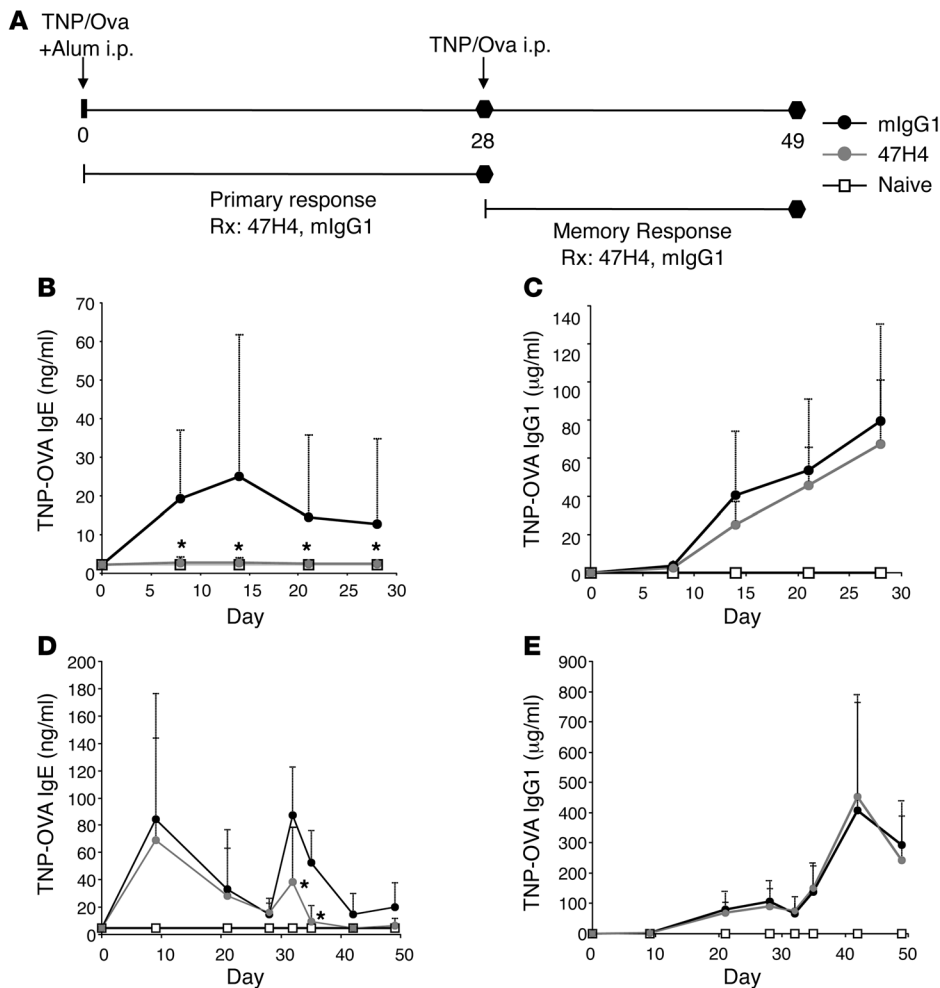 A
TNP/Ova
+Alum i.p.
TNP/Ova i.p.
0
28
49
mIgG1
47H4
Naive
Primary response
Rx: 47H4, mIgG1
Memory Response
Rx: 47H4, mIgG1
B
TNP-OVA IgE (ng/ml)
70
60
50
40
30
20
10
0
* * * *
0 5 10 15 20 25 30
Day
C
TNP-OVA IgG1 (µg/ml)
140
120
100
80
60
40
20
0
0 5 10 15 20 25 30
Day
D
TNP-OVA IgE (ng/ml)
200
180
160
140
120
100
80
60
40
20
0
*
*
0 10 20 30 40 50
Day
E
TNP-OVA IgG1 (µg/ml)
900
800
700
600
500
400
300
200
100
0
0 10 20 30 40 50
Day